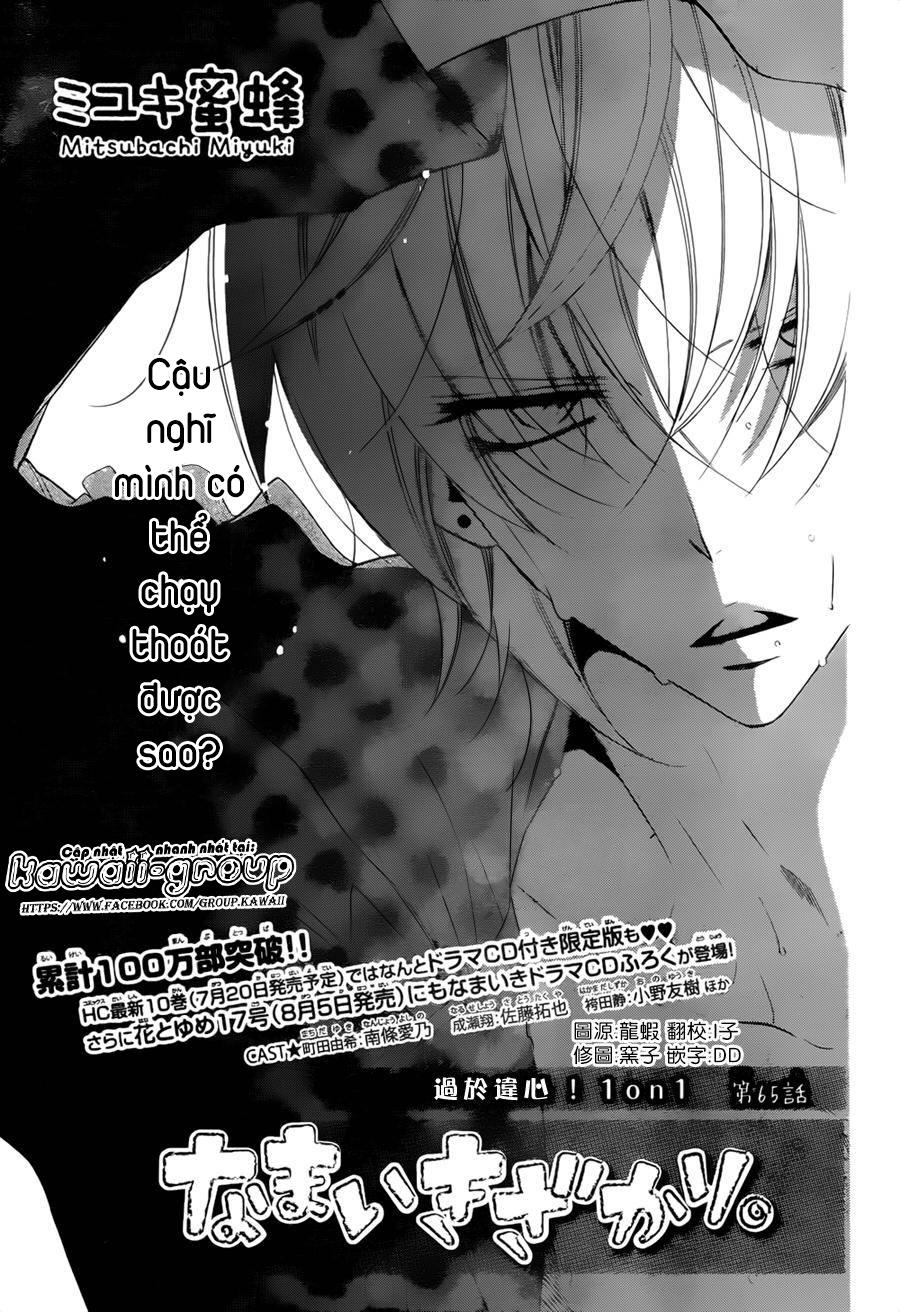 ミユキ蜜蜂
Mitsubachi Miyuki
Cậu
nghĩ
mình có
thể
chạy
thoát
được
sao?
Cập nhật nhanh nhất tại:
kawaii-group
HTTPS://WWW.FACEBOOK.COM/GROUP.KAWAII
累計100万部突破!!
HC最新10巻(7月20日発売予定)ではなんとドラマCD付き限定版も♥♥
さらに花とゆめ17号(8月5日発売)にもなまいきドラマCDふろくが登場!
CAST★町田由希:南條愛乃 成瀬翔:佐藤拓也 袴田静:小野友樹 ほか
圖源:龍蝦 翻校:I子
修圖:窯子 嵌字:DD
過於違心!1on1 第65話
なまいきざかり。